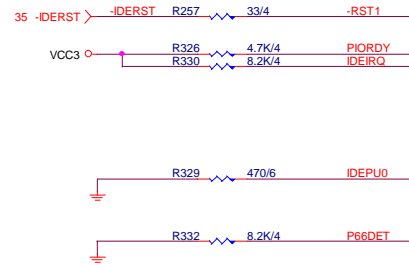 35 -IDERST -IDERST R257 33/4 -RST1
VCC3 R326 4.7K/4 PIORDY
R330 8.2K/4 IDEIRQ
R329 470/6 IDEPU0
R332 8.2K/4 P66DET